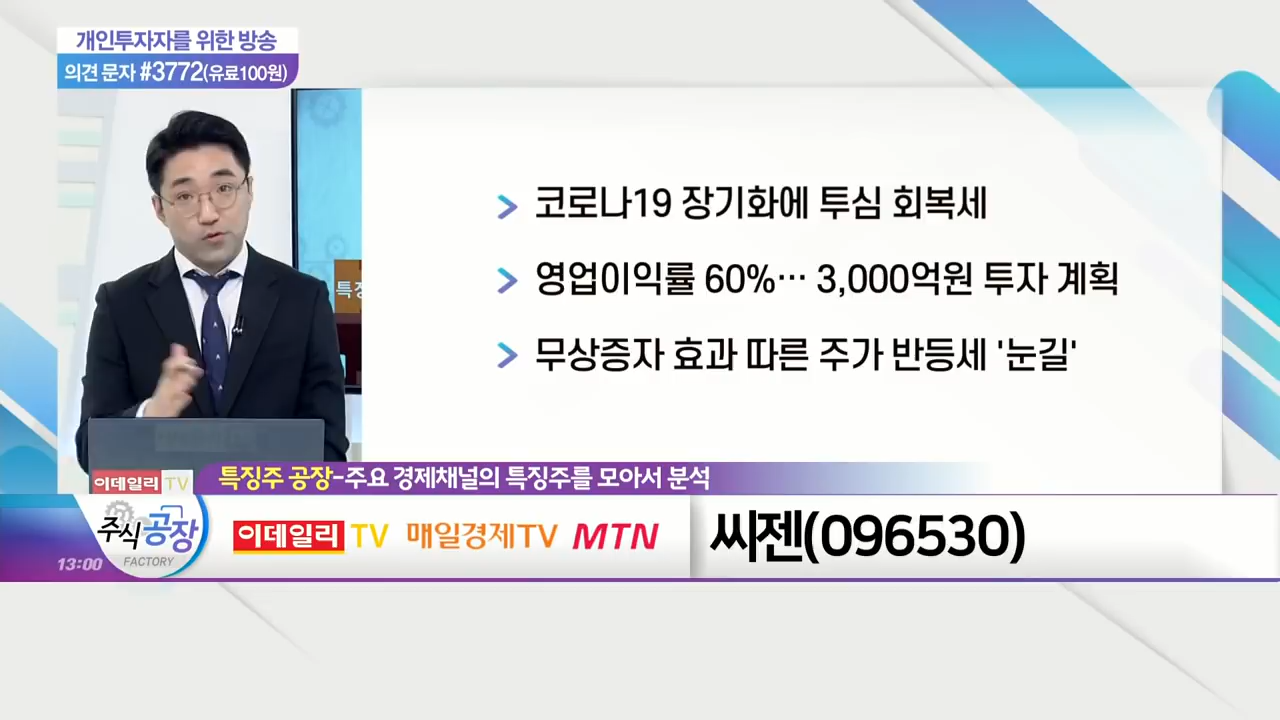 개인투자자를 위한 방송
의견 문자 #3772(유료100원)
특징
코로나19 장기화에 투심 회복세
영업이익률 60%… 3,000억원 투자 계획
무상증자 효과 따른 주가 반등세 '눈길'
이데일리 TV
특징주 공장-주요 경제채널의 특징주를 모아서 분석
주식공장
FACTORY
13:00
이데일리 TV 매일경제TV MTN
씨젠(096530)